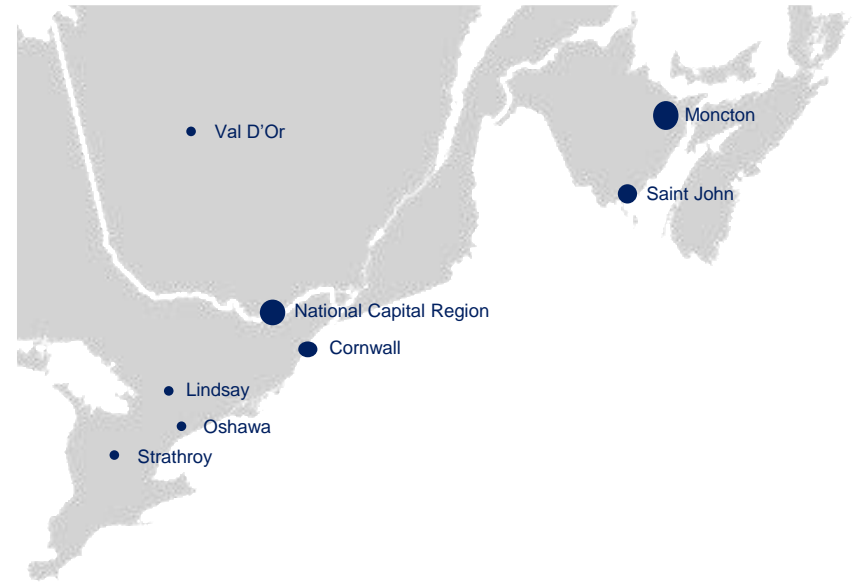 Moncton
Val D’Or
Saint John
National Capital Region
Cornwall
Lindsay
Oshawa
Strathroy